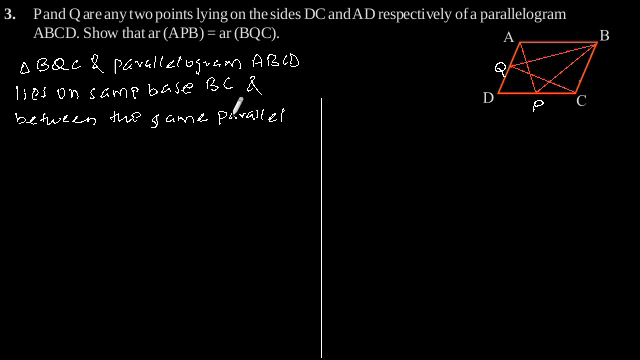 3. P and Q are any two points lying on the sides DC and AD respectively of a parallelogram
ABCD. Show that ar (APB) = ar (BQC).
A B
Q
D P C
△ BQC & parallelogram ABCD
lies on same base BC &
between the same parallel